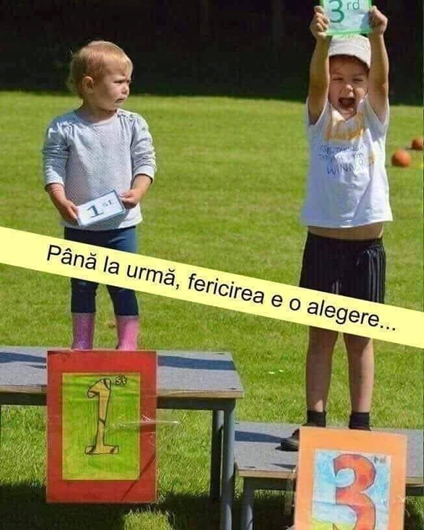 3rd
1st
Până la urmă, fericirea e o alegere...
1st
3rd